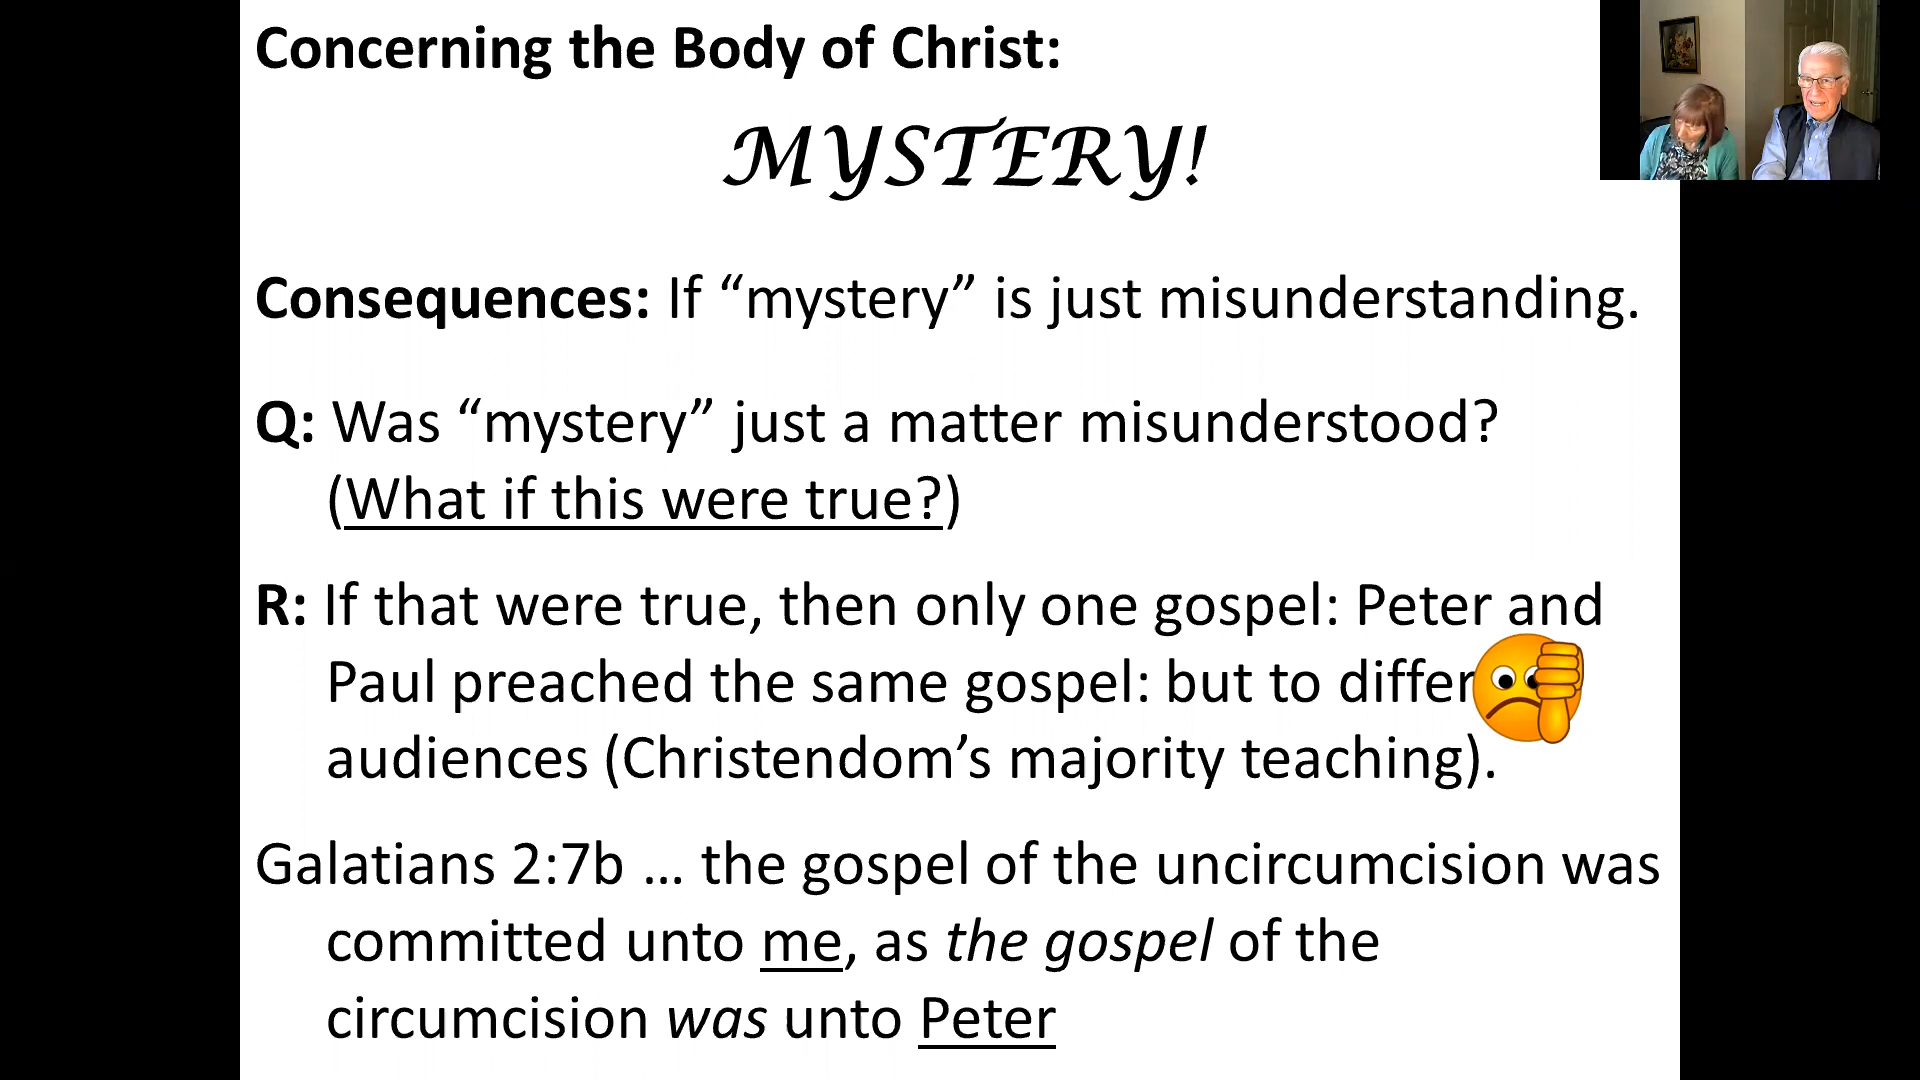 Concerning the Body of Christ:
MYSTERY!
Consequences: If “mystery” is just misunderstanding.
Q: Was “mystery” just a matter misunderstood?
(What if this were true?)
R: If that were true, then only one gospel: Peter and
Paul preached the same gospel: but to differ
audiences (Christendom’s majority teaching).
Galatians 2:7b … the gospel of the uncircumcision was
committed unto me, as the gospel of the
circumcision was unto Peter